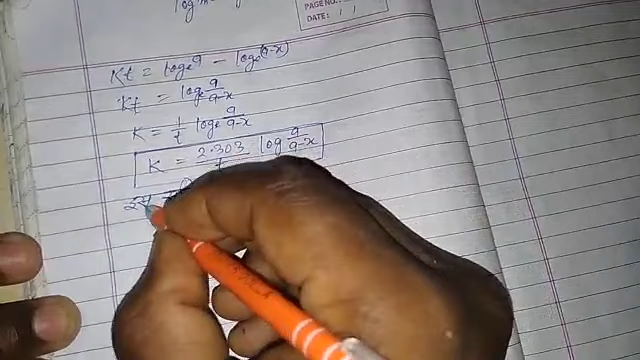 PAGE NO.
DATE: / /
Kt = logₑa − logₑ(a-x)
Kt = logₑ a/a-x
K = 1/t logₑ a/a-x
K = 2.303/t log a/a-x